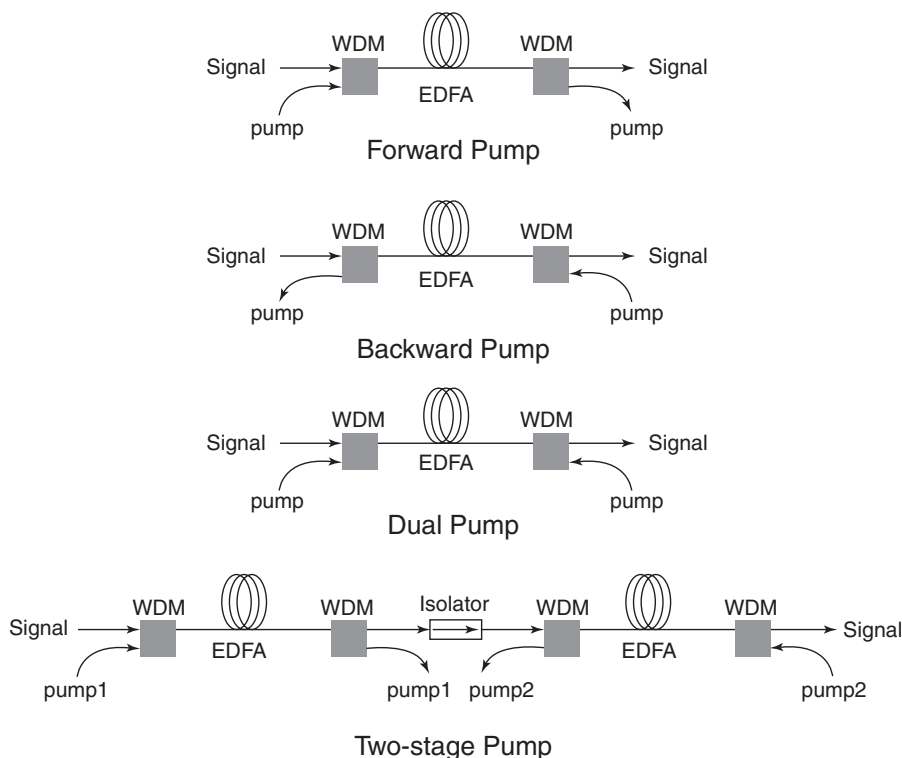 WDM WDM
Signal Signal
EDFA
pump pump
Forward Pump
WDM WDM
Signal Signal
EDFA
pump pump
Backward Pump
WDM WDM
Signal Signal
EDFA
pump pump
Dual Pump
WDM WDM Isolator WDM WDM
Signal Signal
EDFA EDFA
pump1 pump1 pump2 pump2
Two-stage Pump